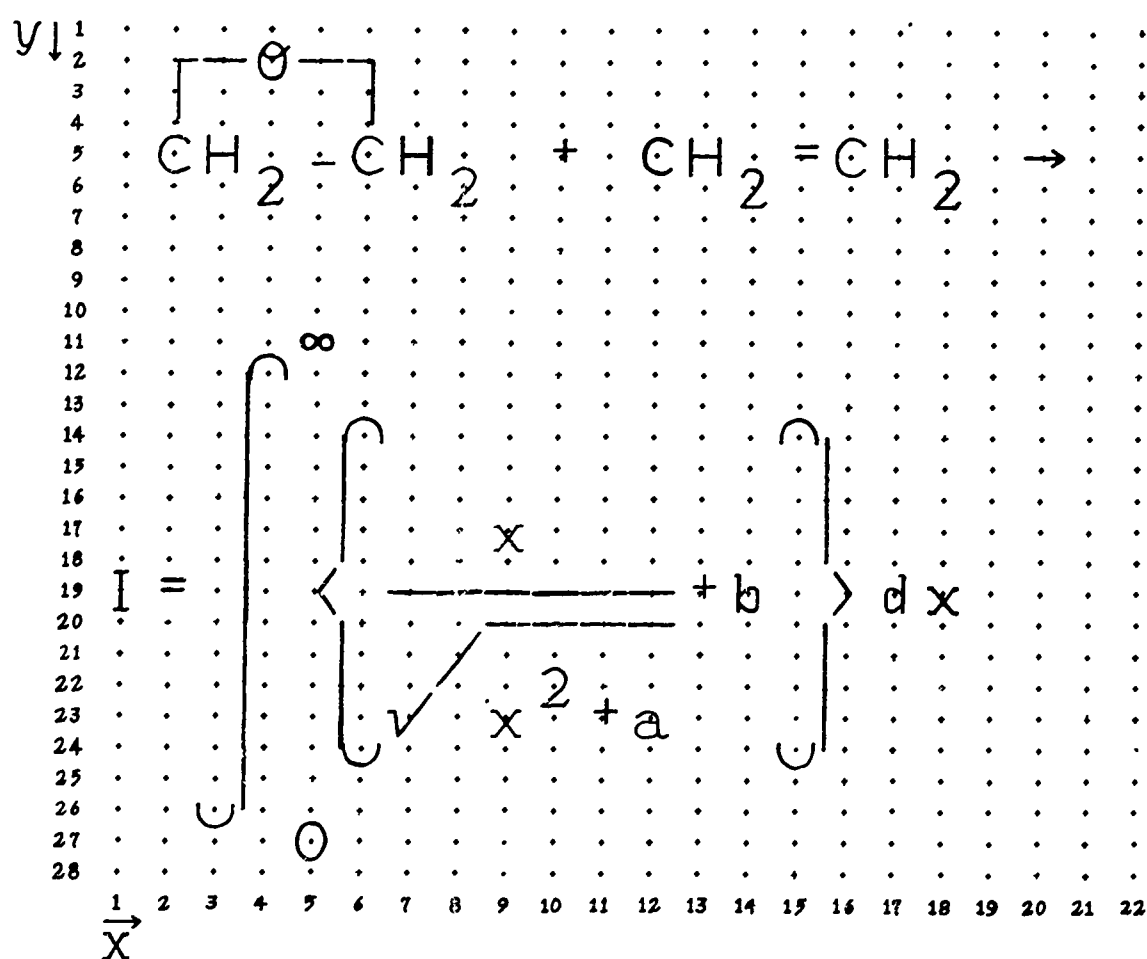 y↓ 1
2 O
3
4
5 CH2 - CH2 + CH2 = CH2 →
6
7
8
9
10
11 ∞
12
13
14
15
16
17 x
18
19 I = ∫ { ——— + b } d x
20
21
22
23 √ x 2 + a
24
25
26
27 0
28
1 2 3 4 5 6 7 8 9 10 11 12 13 14 15 16 17 18 19 20 21 22
x→